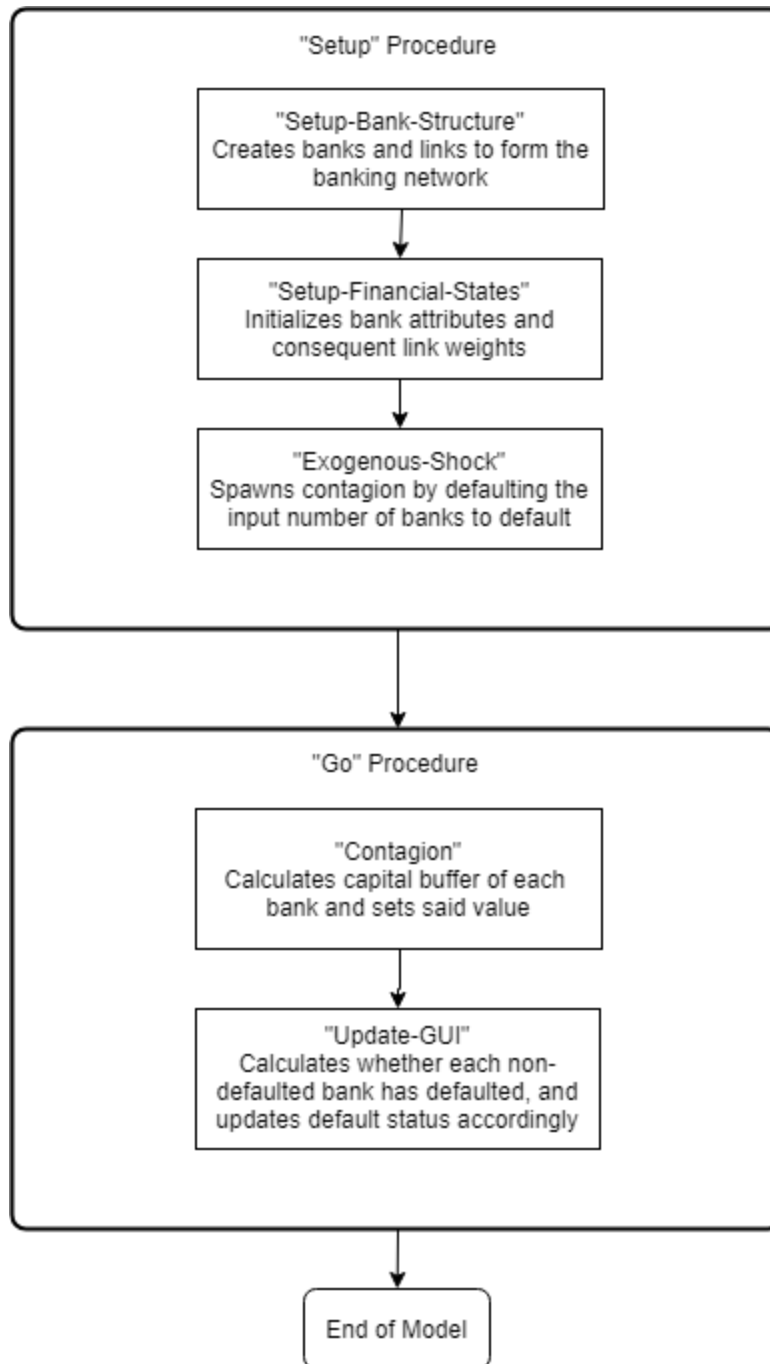 "Setup" Procedure
"Setup-Bank-Structure"
Creates banks and links to form the
banking network
"Setup-Financial-States"
Initializes bank attributes and
consequent link weights
"Exogenous-Shock"
Spawns contagion by defaulting the
input number of banks to default
"Go" Procedure
"Contagion"
Calculates capital buffer of each
bank and sets said value
"Update-GUI"
Calculates whether each non-
defaulted bank has defaulted, and
updates default status accordingly
End of Model